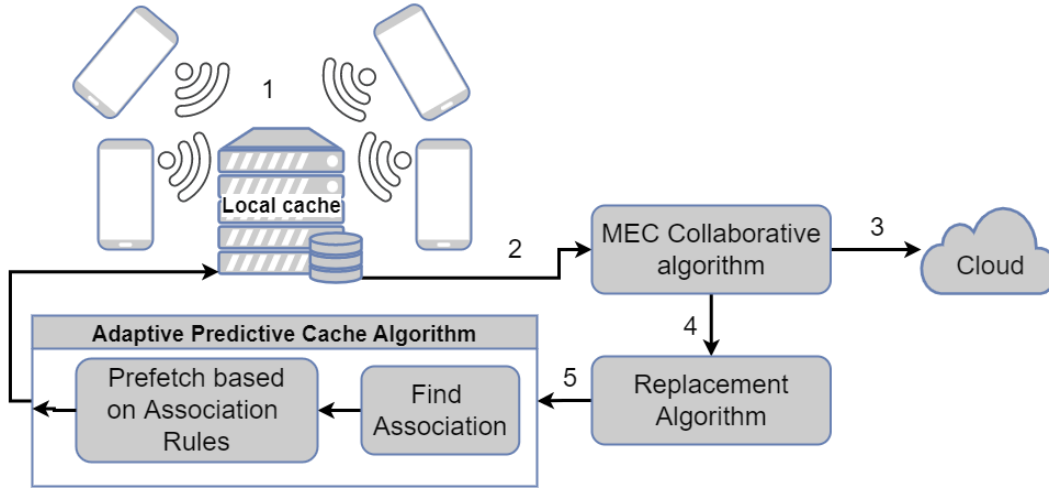 1
Local cache
2
MEC Collaborative
algorithm
3
Cloud
4
Adaptive Predictive Cache Algorithm
Prefetch based
on Association
Rules
Find
Association
5
Replacement
Algorithm